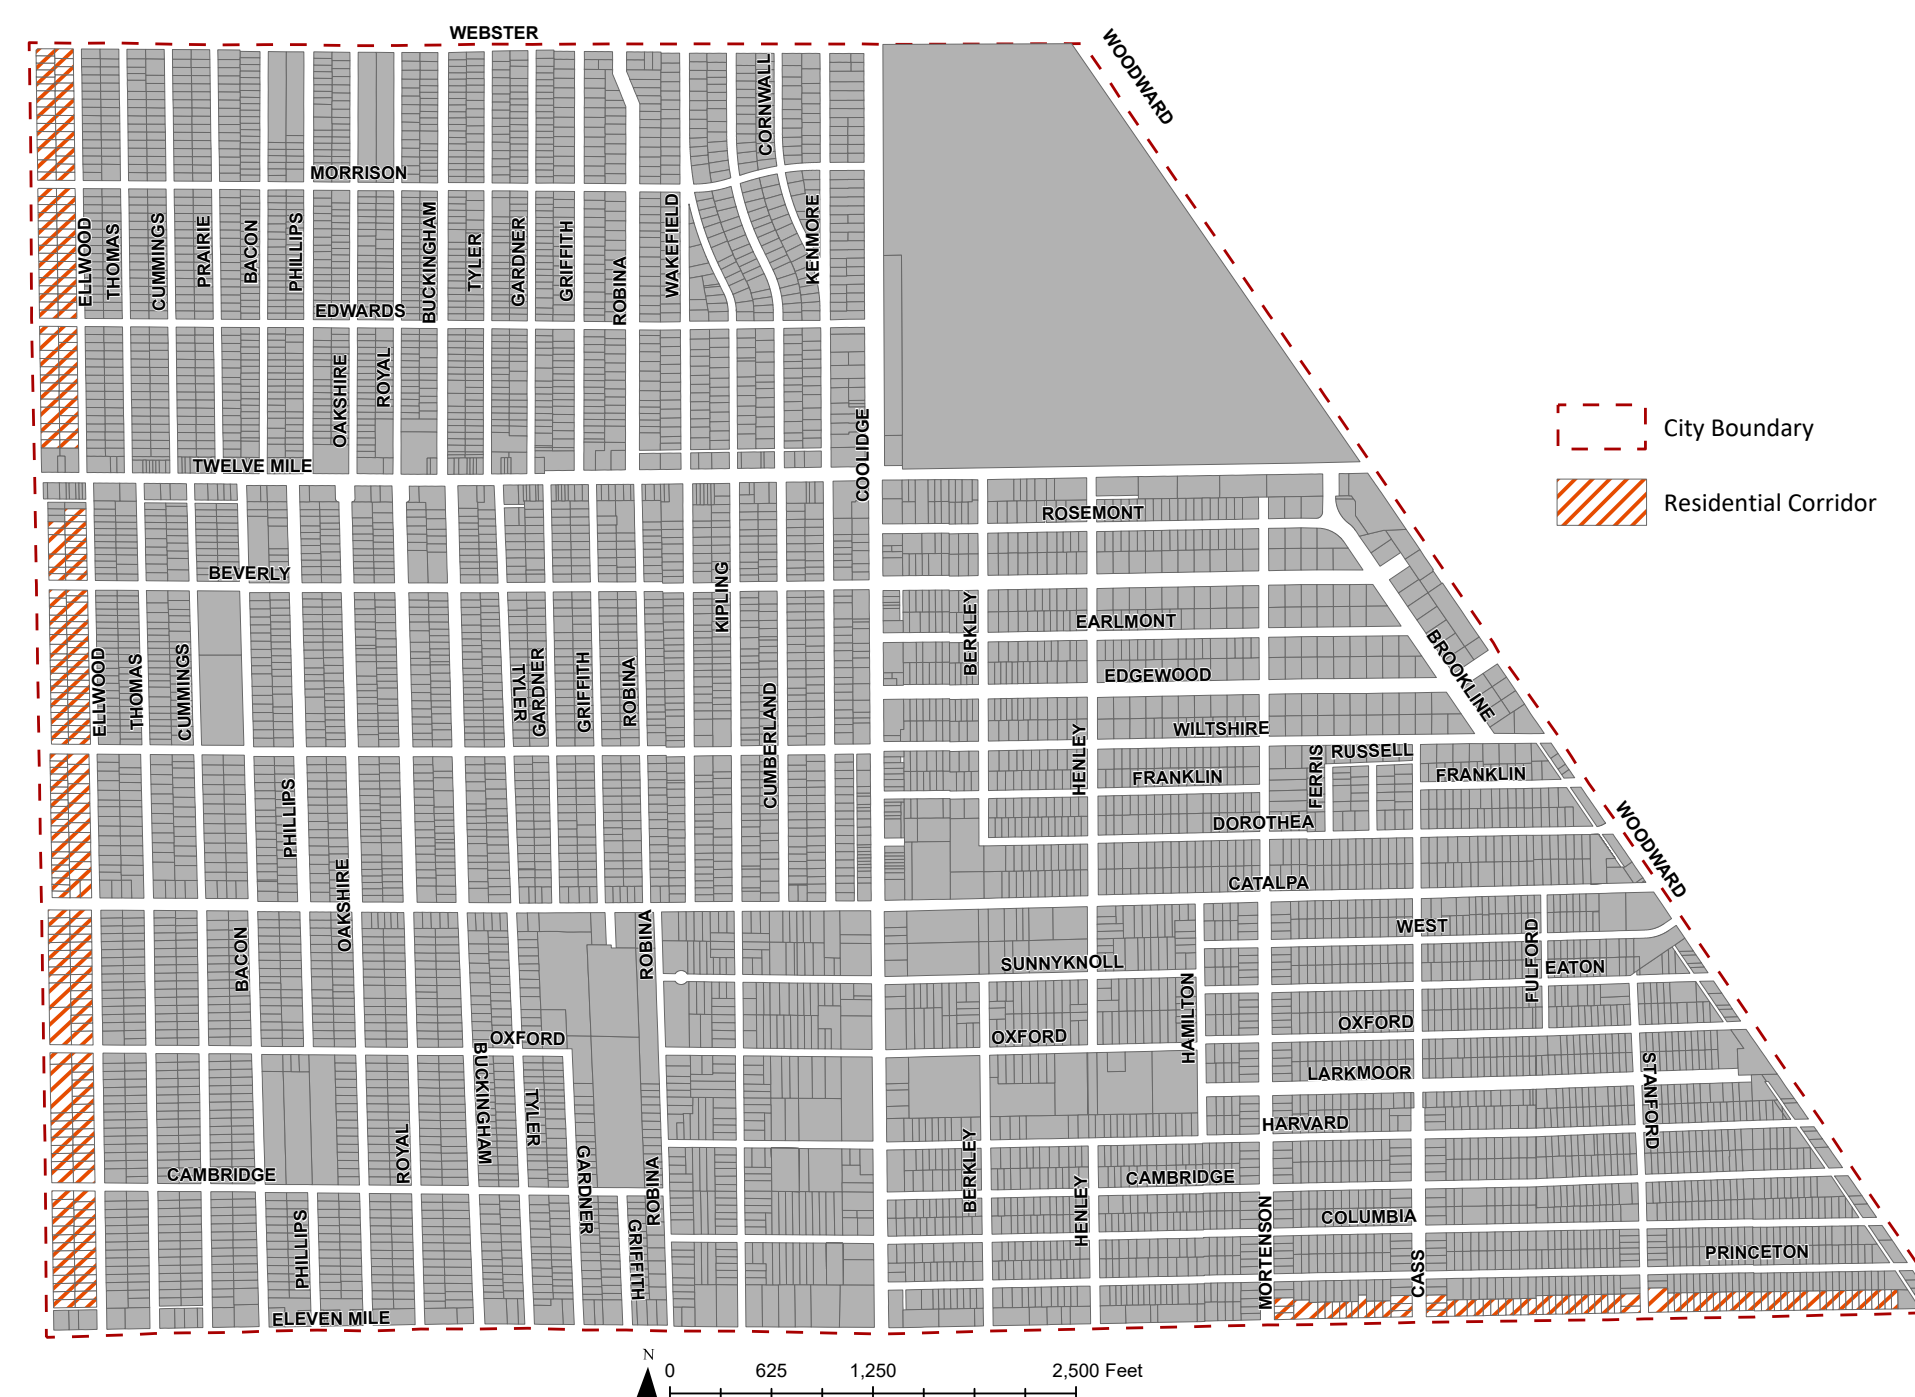 WEBSTER
WOODWARD
CORNWALL
MORRISON
ELLWOOD
THOMAS
CUMMINGS
PRAIRIE
BACON
PHILLIPS
BUCKINGHAM
TYLER
GARDNER
GRIFFITH
ROBINA
WAKEFIELD
KENMORE
EDWARDS
OAKSHIRE
ROYAL
COOLIDGE
TWELVE MILE
City Boundary
Residential Corridor
ROSEMONT
BEVERLY
KIPLING
BERKLEY
EARLMONT
ELLWOOD
THOMAS
CUMMINGS
TYLER
GARDNER
GRIFFITH
ROBINA
CUMBERLAND
EDGEWOOD
BROOKLINE
WILTSHIRE
HENLEY
FERRIS
RUSSELL
FRANKLIN
FRANKLIN
PHILLIPS
DOROTHEA
WOODWARD
OAKSHIRE
CATALPA
BACON
ROBINA
WEST
FULFORD
SUNNYKNOLL
EATON
HAMILTON
OXFORD
OXFORD
OXFORD
BUCKINGHAM
TYLER
LARKMOOR
STANFORD
ROYAL
GARDNER
ROBINA
BERKLEY
HARVARD
CAMBRIDGE
HENLEY
CAMBRIDGE
PHILLIPS
GRIFFITH
MORTENSON
COLUMBIA
CASS
PRINCETON
ELEVEN MILE
N
0 625 1,250 2,500 Feet